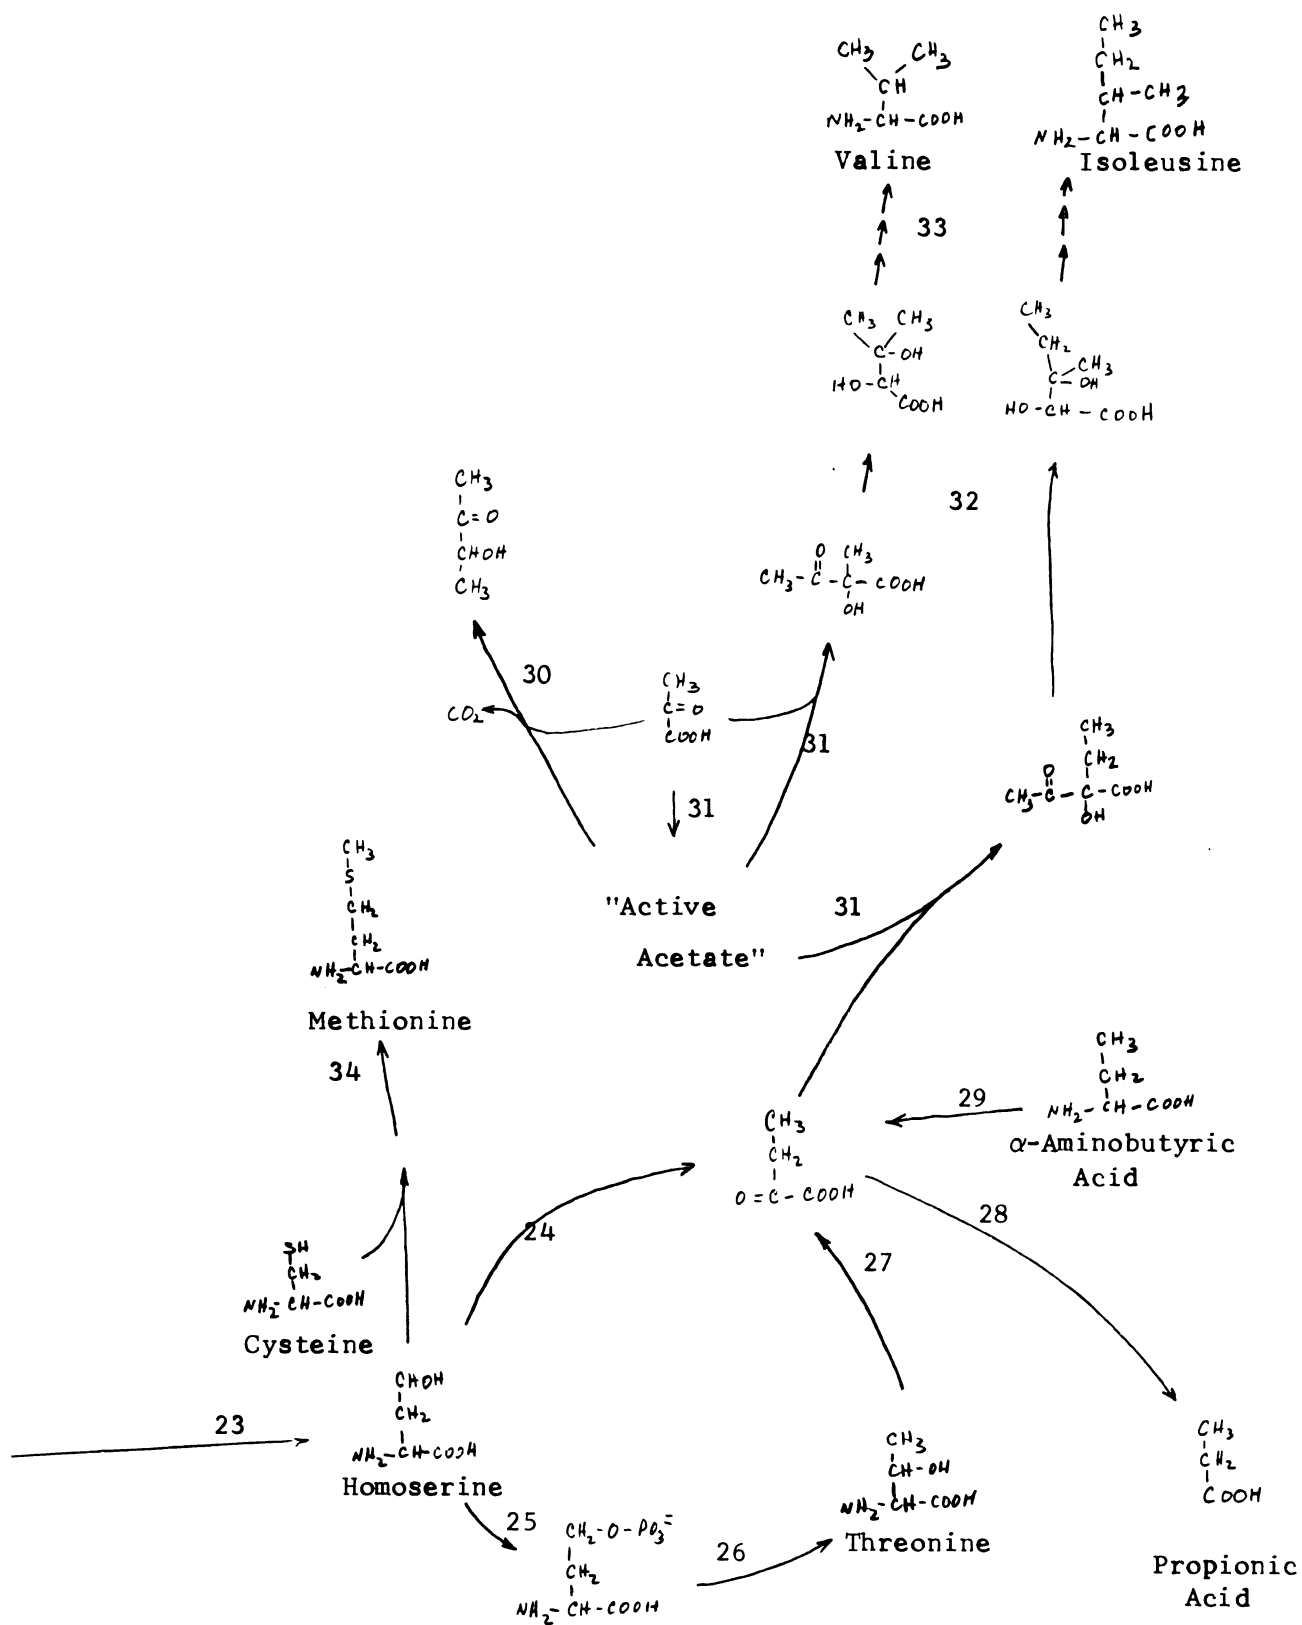 CH3
CH2
CH-CH3
NH2-CH-COOH
Isoleusine
CH3 CH3
CH
NH2-CH-COOH
Valine
33
CH3 CH3
C-OH
HO-CH
COOH
CH3
CH2
CH3
C-OH
HO-CH-COOH
32
CH3
C=O
CHOH
CH3
O CH3
CH3-C-C-COOH
OH
30
CO2
CH3
C=O
COOH
31
31
CH3
CH2
O
CH3-C-C-COOH
OH
"Active
Acetate"
31
CH3
S
CH2
CH2
NH2-CH-COOH
Methionine
34
CH3
CH2
NH2-CH-COOH
α-Aminobutyric
Acid
29
CH3
CH2
O=C-COOH
28
24
27
SH
CH2
NH2-CH-COOH
Cysteine
23
CHOH
CH2
NH2-CH-COOH
Homoserine
25
CH2-O-PO3=
CH2
NH2-CH-COOH
26
CH3
CH-OH
NH2-CH-COOH
Threonine
CH3
CH2
COOH
Propionic
Acid